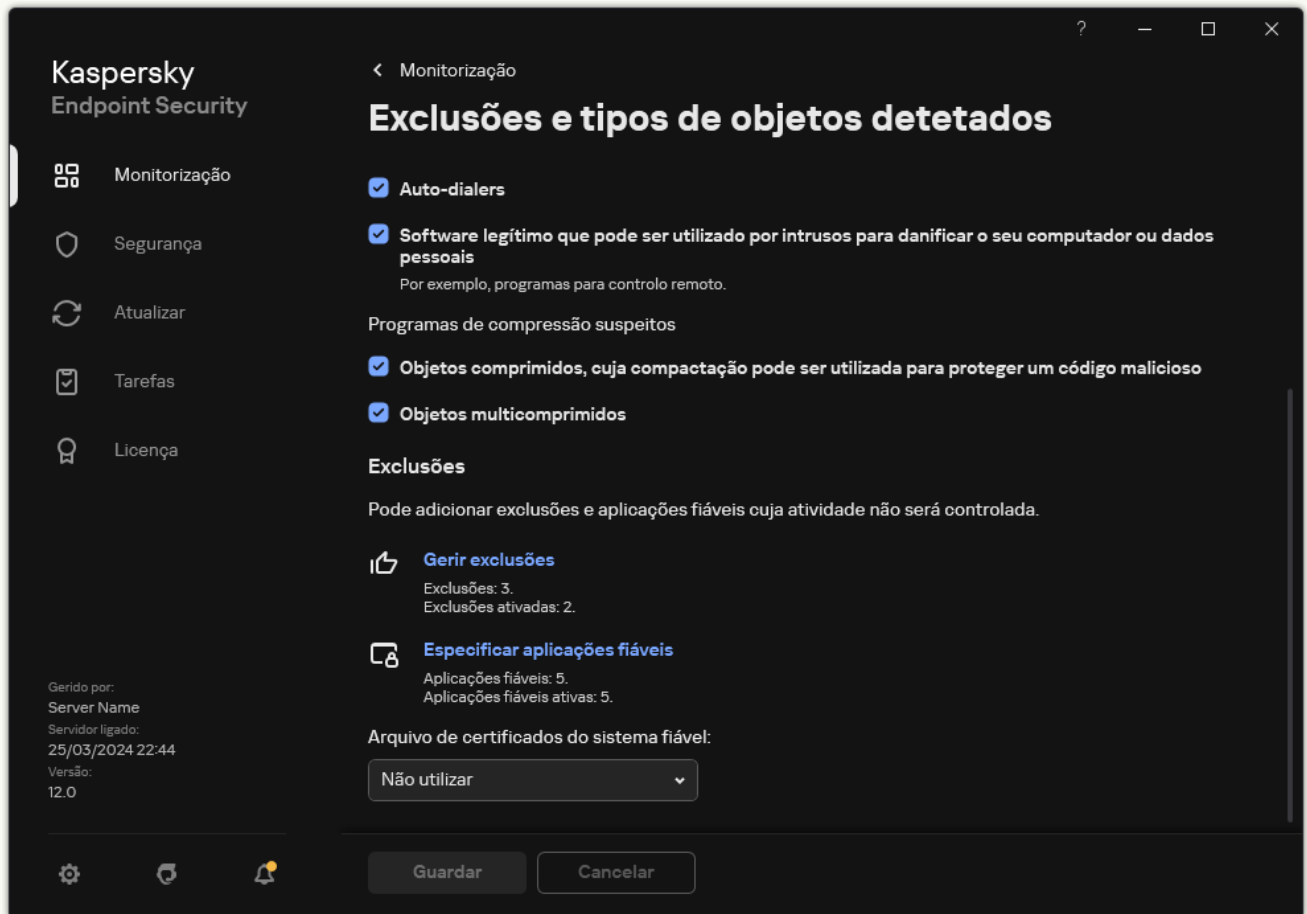 ?
Kaspersky
Endpoint Security
Monitorização
Segurança
Atualizar
Tarefas
Licença
Gerido por:
Server Name
Servidor ligado:
25/03/2024 22:44
Versão:
12.0
Monitorização
Exclusões e tipos de objetos detetados
Auto-dialers
Software legítimo que pode ser utilizado por intrusos para danificar o seu computador ou dados
pessoais
Por exemplo, programas para controlo remoto.
Programas de compressão suspeitos
Objetos comprimidos, cuja compactação pode ser utilizada para proteger um código malicioso
Objetos multicomprimidos
Exclusões
Pode adicionar exclusões e aplicações fiáveis cuja atividade não será controlada.
Gerir exclusões
Exclusões: 3.
Exclusões ativadas: 2.
Especificar aplicações fiáveis
Aplicações fiáveis: 5.
Aplicações fiáveis ativas: 5.
Arquivo de certificados do sistema fiável:
Não utilizar
Guardar
Cancelar